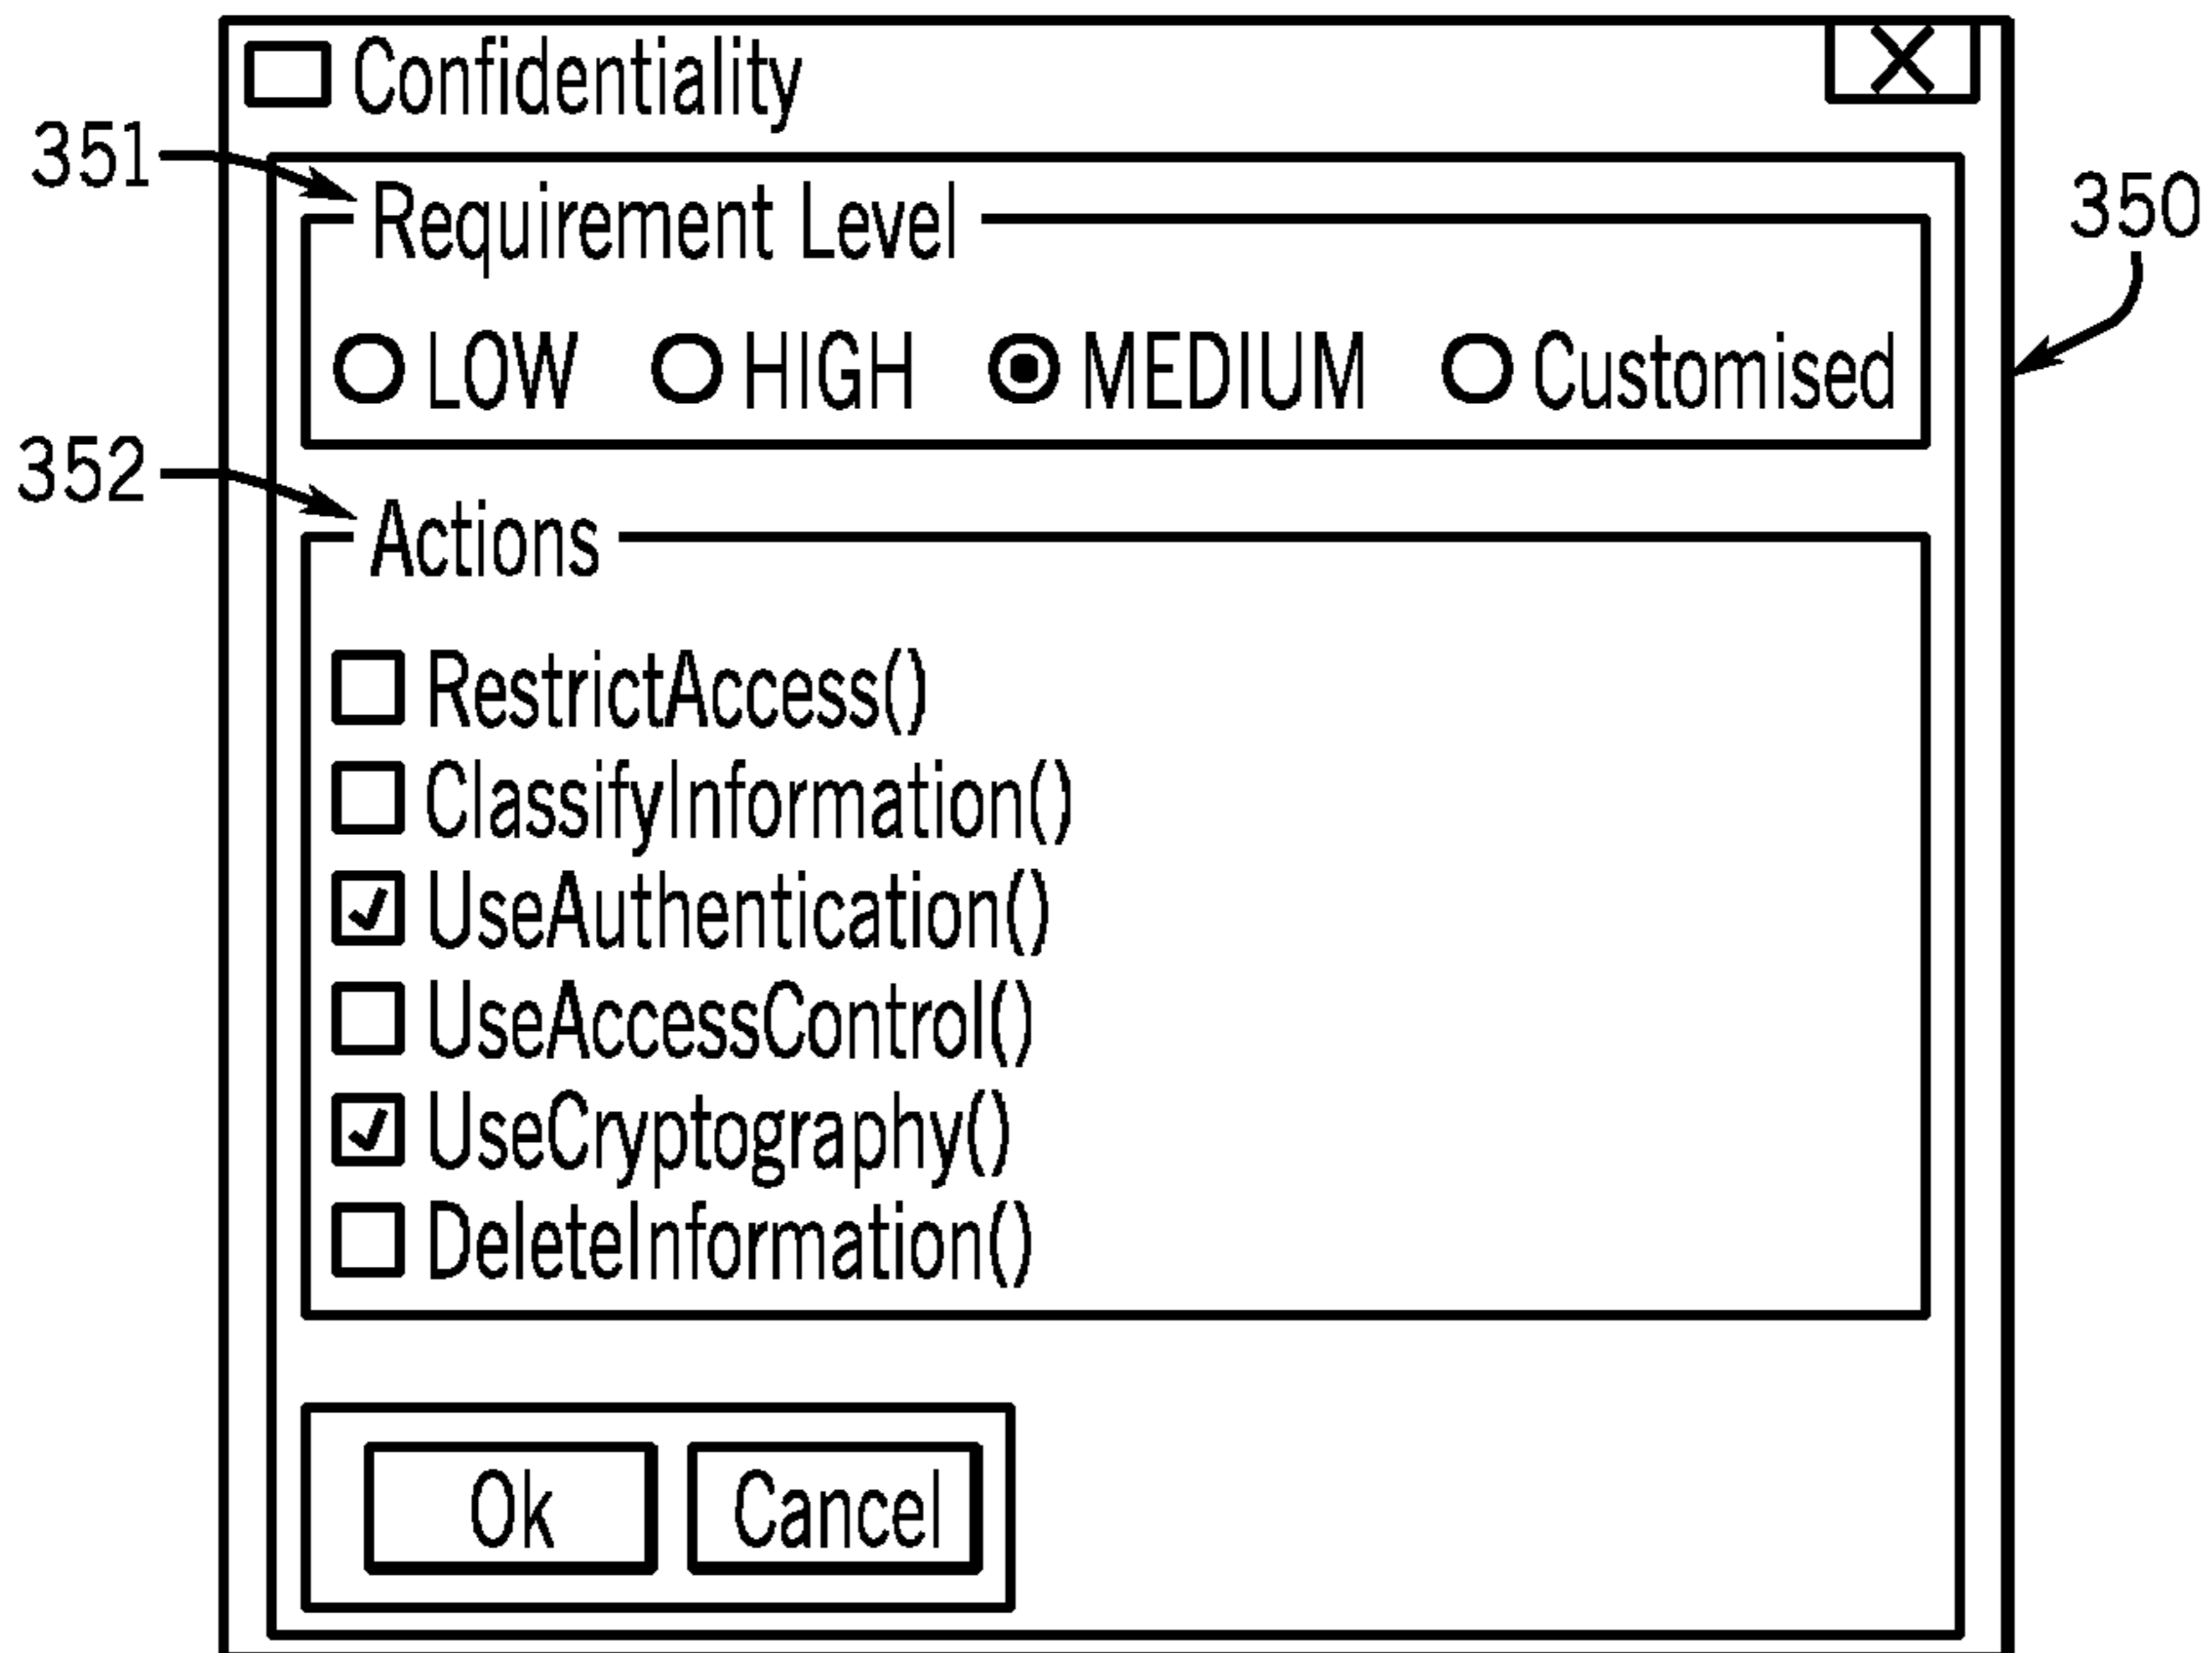 Confidentiality X
351
Requirement Level
350
LOW HIGH MEDIUM Customised
352
Actions
RestrictAccess()
ClassifyInformation()
UseAuthentication()
UseAccessControl()
UseCryptography()
DeleteInformation()
Ok Cancel